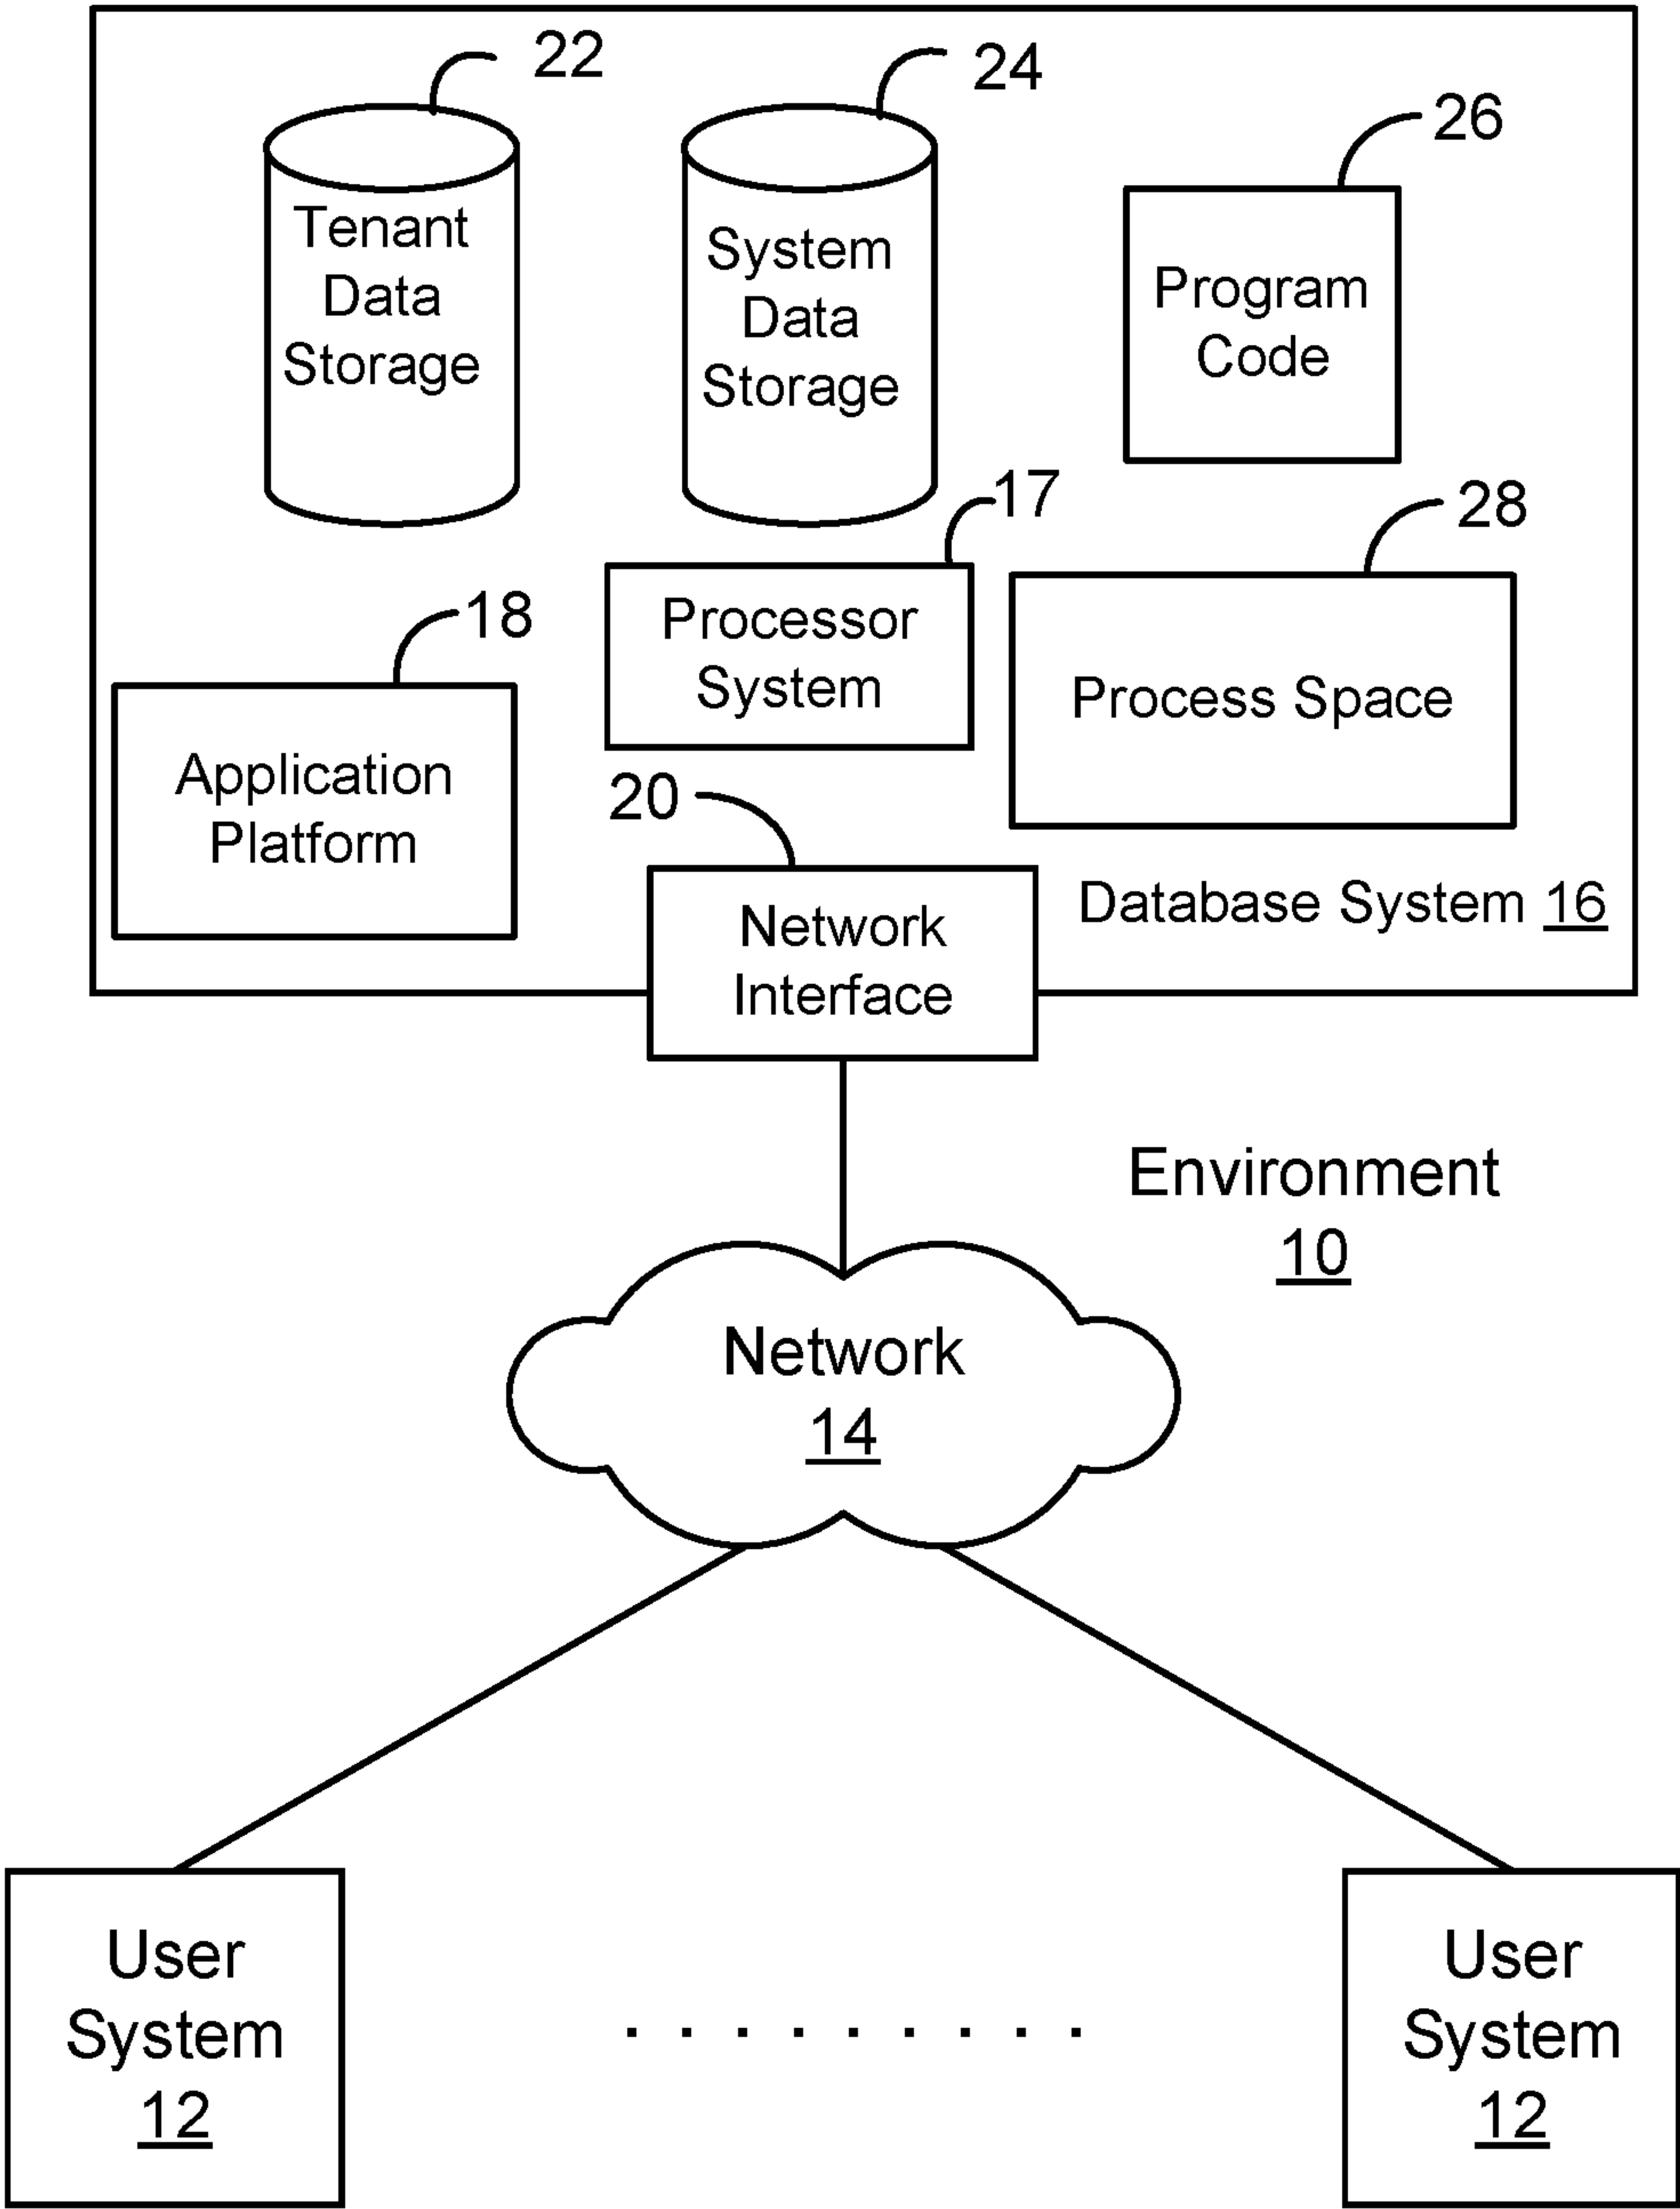 22
24
26
Tenant
Data
Storage
System
Data
Storage
Program
Code
17
28
18
Processor
System
Process Space
Application
Platform
20
Network
Interface
Database System 16
Environment
10
Network
14
User
System
12
. . . . . . . . .
User
System
12